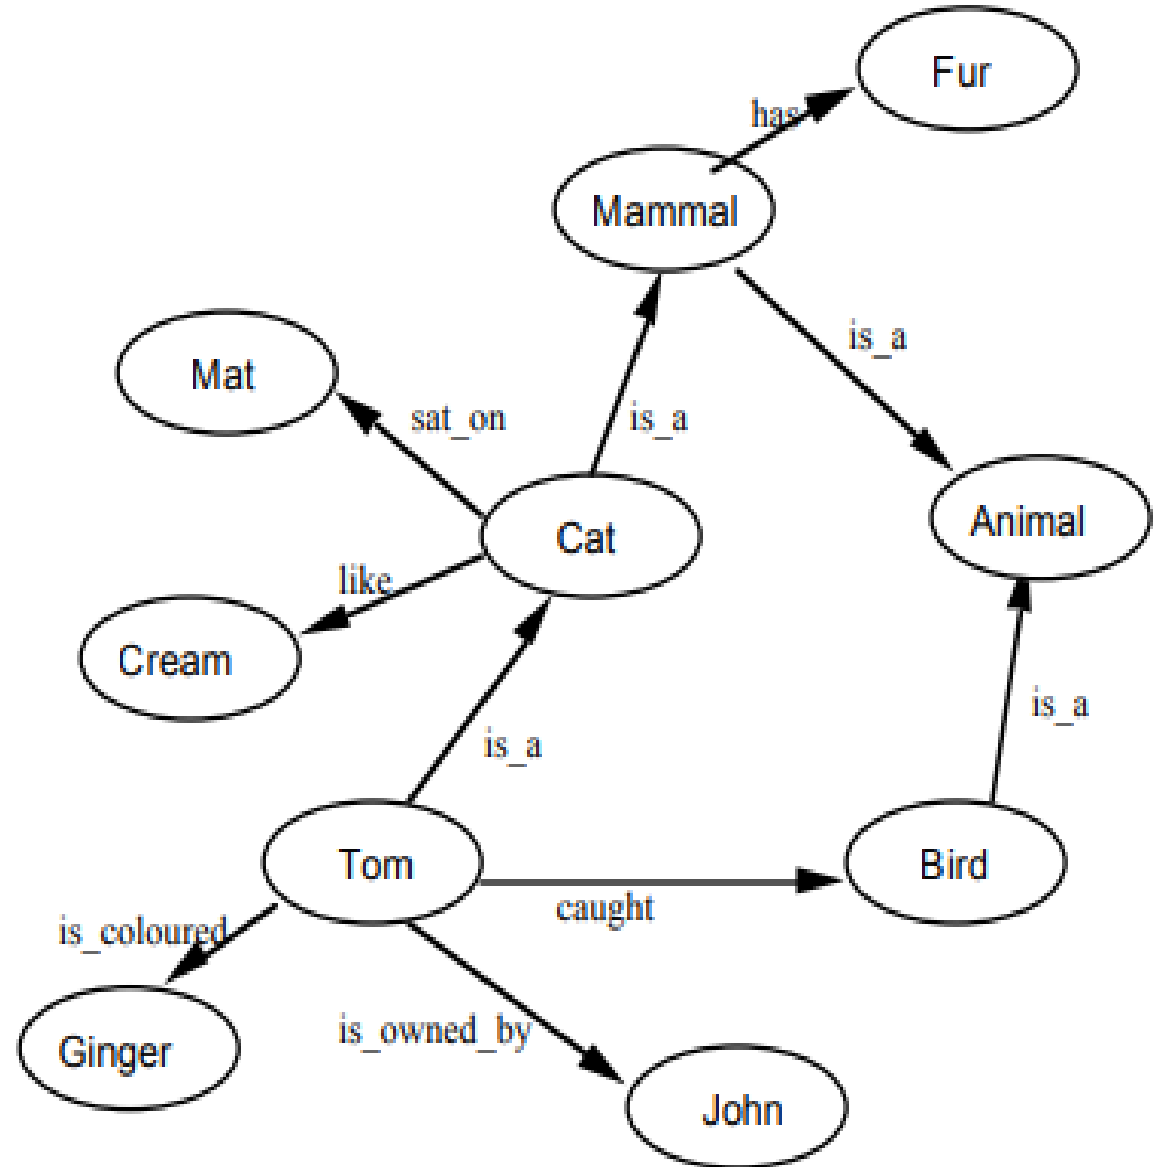 Fur
has
Mammal
is_a
Mat
sat_on
is_a
Animal
Cat
like
Cream
is_a
is_a
Tom
Bird
caught
is_coloured
is_owned_by
Ginger
John